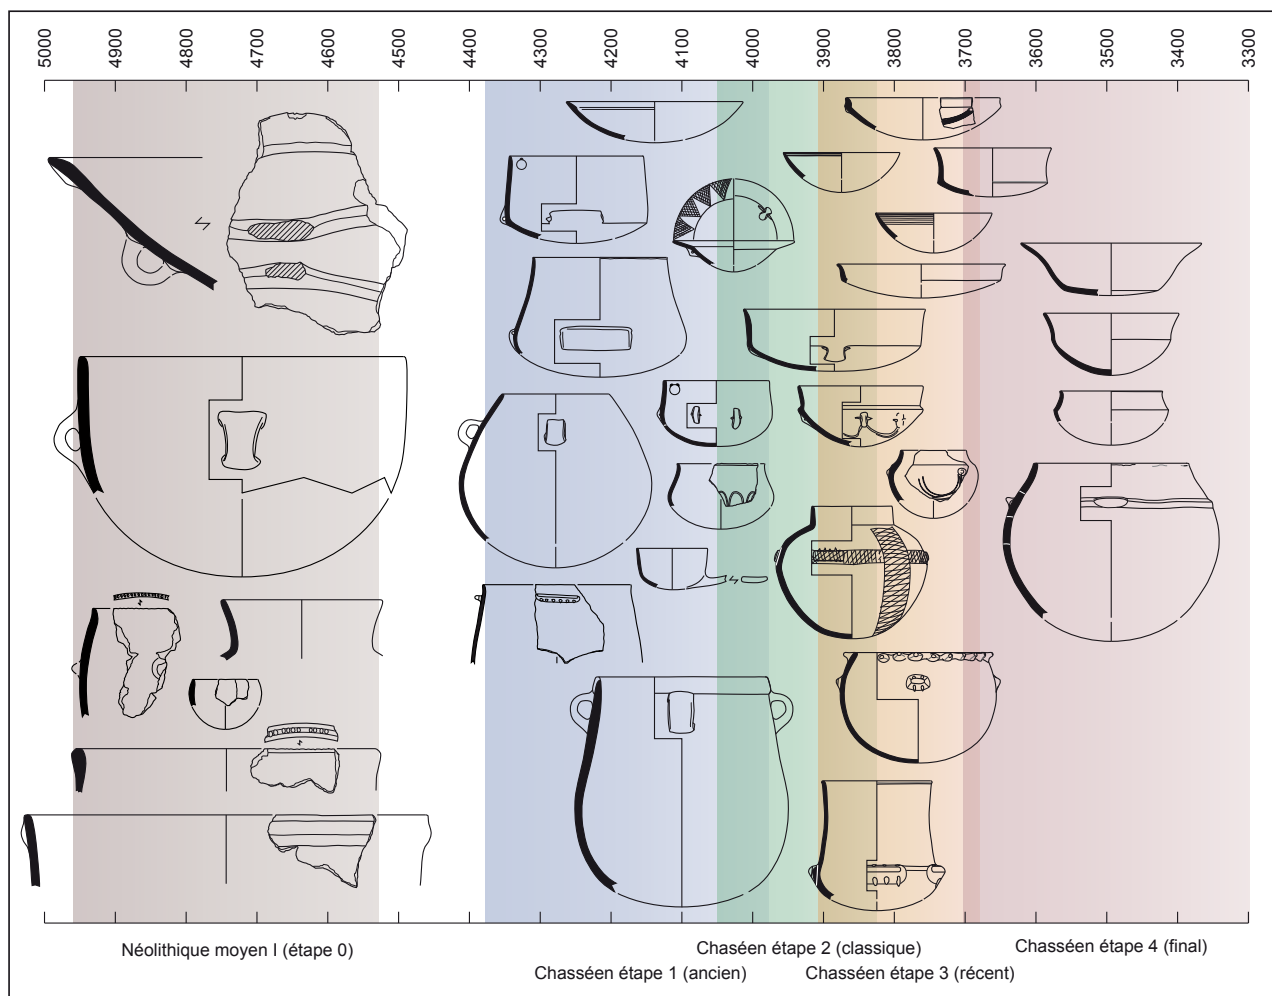 5000 4900 4800 4700 4600 4500 4400 4300 4200 4100 4000 3900 3800 3700 3600 3500 3400 3300
Néolithique moyen I (étape 0)
Chaséen étape 2 (classique)
Chasséen étape 4 (final)
Chasséen étape 1 (ancien)
Chasséen étape 3 (récent)